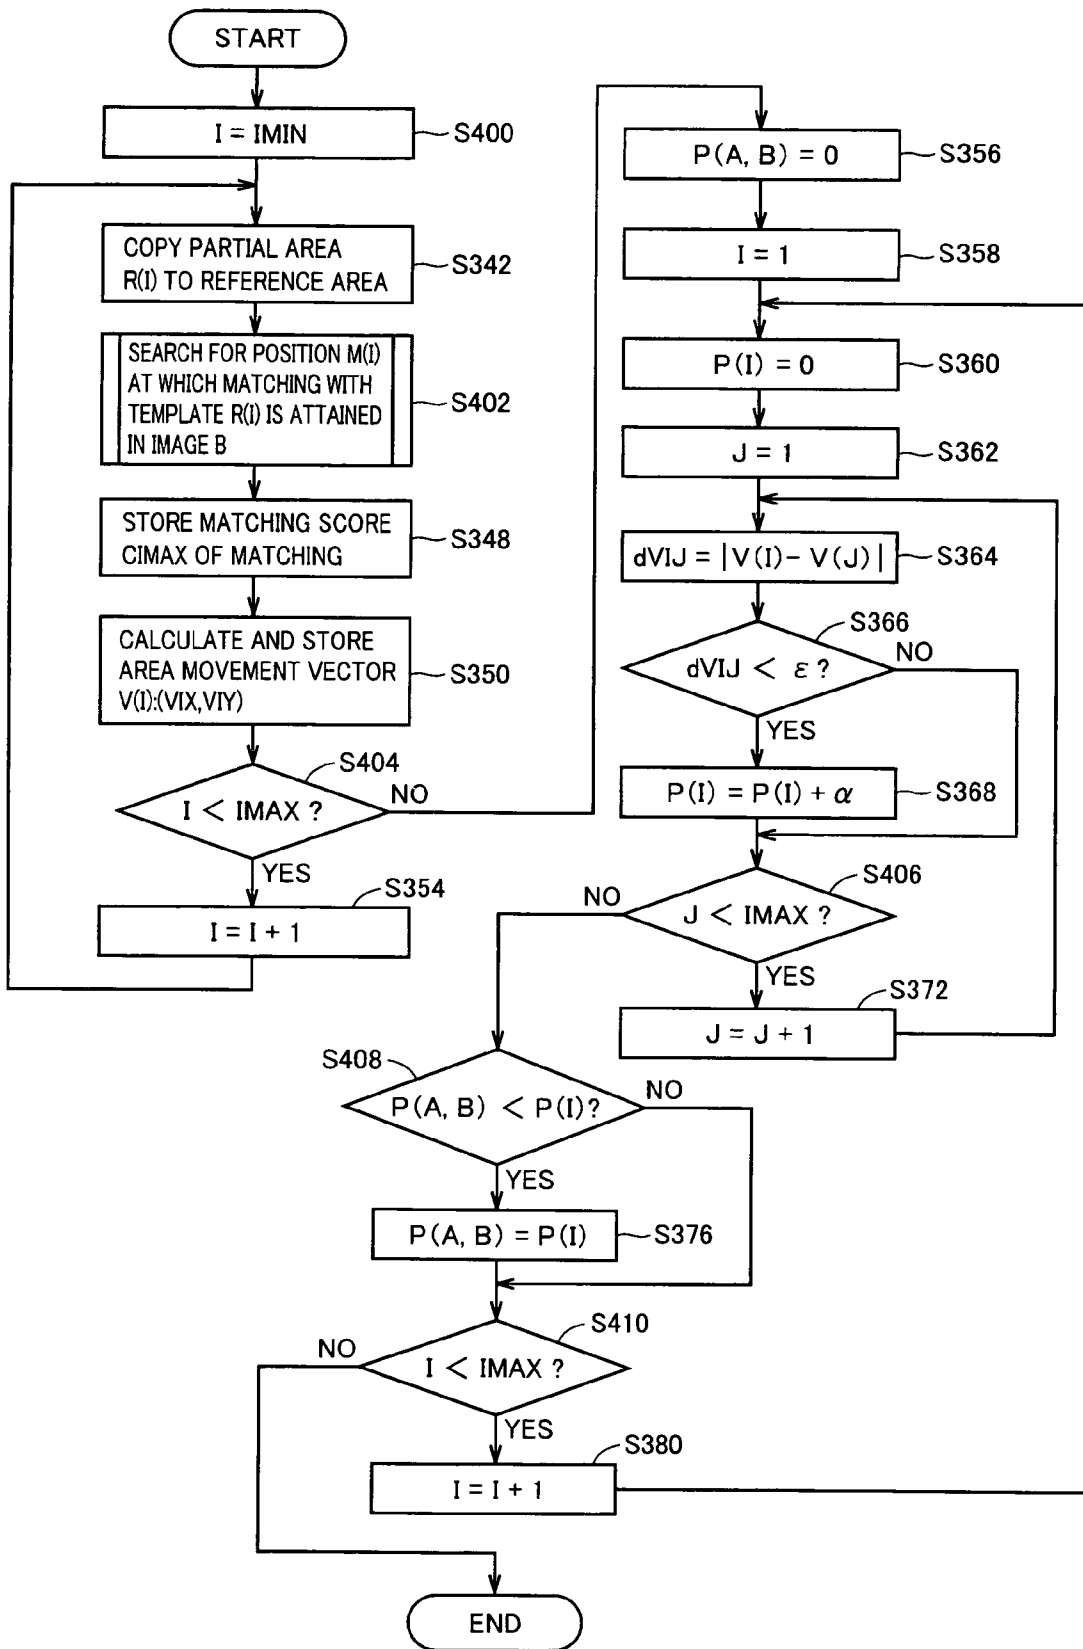 START
I = IMIN
S400
COPY PARTIAL AREA
R(I) TO REFERENCE AREA
S342
SEARCH FOR POSITION M(I)
AT WHICH MATCHING WITH
TEMPLATE R(I) IS ATTAINED
IN IMAGE B
S402
STORE MATCHING SCORE
CIMAX OF MATCHING
S348
CALCULATE AND STORE
AREA MOVEMENT VECTOR
V(I):(VIX,VIY)
S350
S404
I < IMAX ?
NO
YES
S354
I = I + 1
P(A, B) = 0
S356
I = 1
S358
P(I) = 0
S360
J = 1
S362
dVIJ = |V(I) - V(J)|
S364
S366
dVIJ < ε ?
NO
YES
P(I) = P(I) + α
S368
S406
J < IMAX ?
NO
YES
S372
J = J + 1
S408
P(A, B) < P(I)?
NO
YES
P(A, B) = P(I)
S376
S410
I < IMAX ?
NO
YES
S380
I = I + 1
END